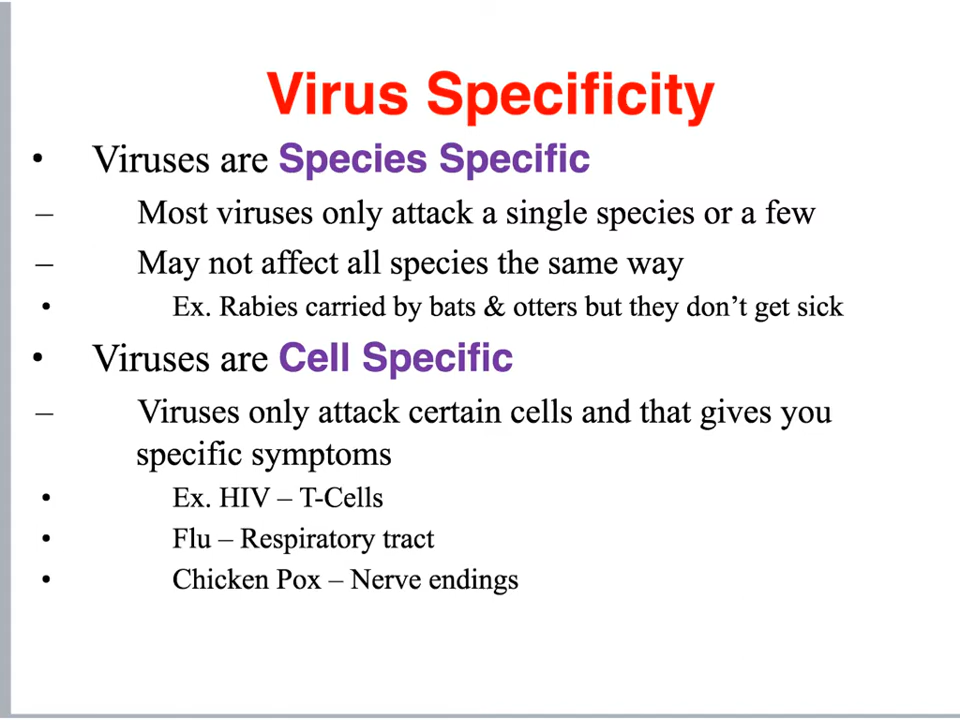 Virus Specificity
• Viruses are Species Specific
– Most viruses only attack a single species or a few
– May not affect all species the same way
• Ex. Rabies carried by bats & otters but they don’t get sick
• Viruses are Cell Specific
– Viruses only attack certain cells and that gives you
specific symptoms
• Ex. HIV – T-Cells
• Flu – Respiratory tract
• Chicken Pox – Nerve endings